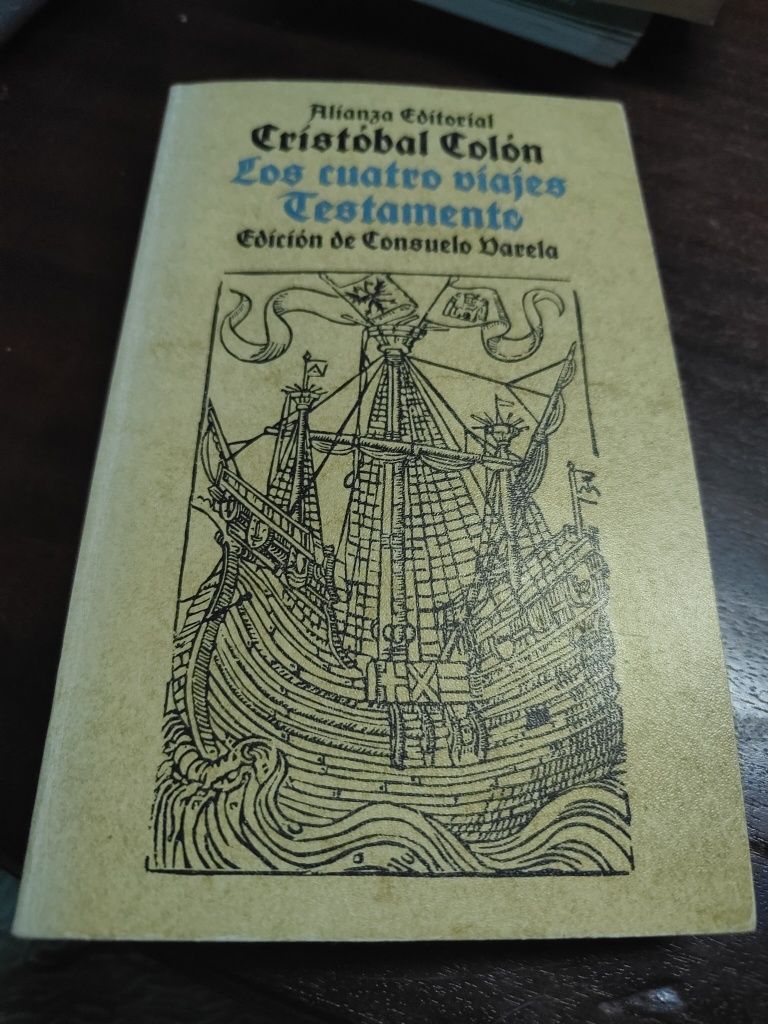 Alianza Editorial
Cristóbal Colón
Los cuatro viajes
Testamento
Edición de Consuelo Varela